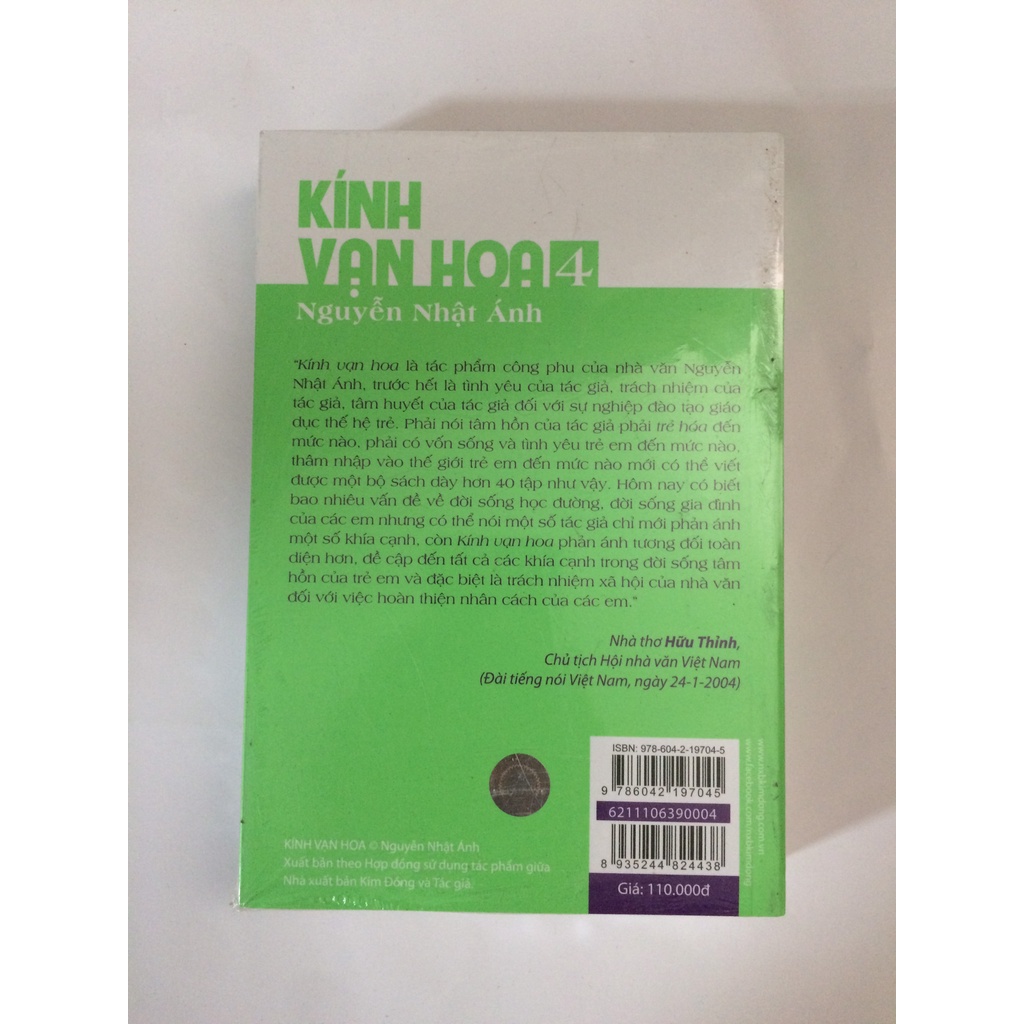 KÍNH
VẠN HOA 4
Nguyễn Nhật Ánh
"Kính vạn hoa là tác phẩm công phu của nhà văn Nguyễn
Nhật Ánh, trước hết là tình yêu của tác giả, trách nhiệm của
tác giả, tâm huyết của tác giả đối với sự nghiệp đào tạo giáo
dục thế hệ trẻ. Phải nói tâm hồn của tác giả phải trẻ hóa đến
mức nào, phải có vốn sống và tình yêu trẻ em đến mức nào,
thâm nhập vào thế giới trẻ em đến mức nào mới có thể viết
được một bộ sách dày hơn 40 tập như vậy. Hôm nay có biết
bao nhiêu vấn đề về đời sống học đường, đời sống gia đình
của các em nhưng có thể nói một số tác giả chỉ mới phản ánh
một số khía cạnh, còn Kính vạn hoa phản ánh tương đối toàn
diện hơn, đề cập đến tất cả các khía cạnh trong đời sống tâm
hồn của trẻ em và đặc biệt là trách nhiệm xã hội của nhà văn
đối với việc hoàn thiện nhân cách của các em."
Nhà thơ Hữu Thỉnh,
Chủ tịch Hội nhà văn Việt Nam
(Đài tiếng nói Việt Nam, ngày 24-1-2004)
ISBN: 978-604-2-19704-5
9 786042 197045
6211106390004
8 935244 824438
Giá: 110.000đ
www.nxbkimdong.com.vn
www.facebook.com/nxbkimdong
KÍNH VẠN HOA © Nguyễn Nhật Ánh
Xuất bản theo Hợp đồng sử dụng tác phẩm giữa
Nhà xuất bản Kim Đồng và Tác giả.